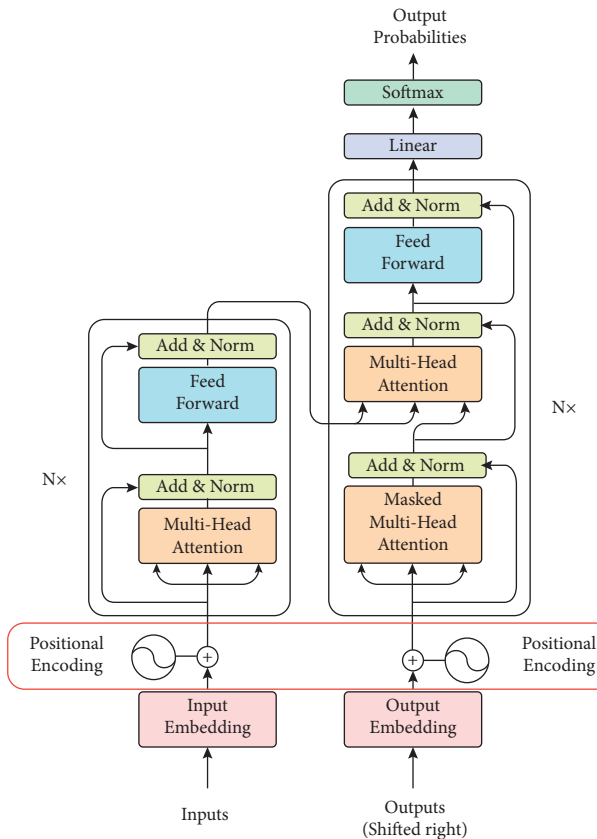 Output
Probabilities
Softmax
Linear
Add & Norm
Feed
Forward
Add & Norm
Multi-Head
Attention
Add & Norm
Masked
Multi-Head
Attention
N×
Add & Norm
Feed
Forward
Add & Norm
Multi-Head
Attention
N×
Positional
Encoding
+
+
Positional
Encoding
Input
Embedding
Output
Embedding
Inputs
Outputs
(Shifted right)